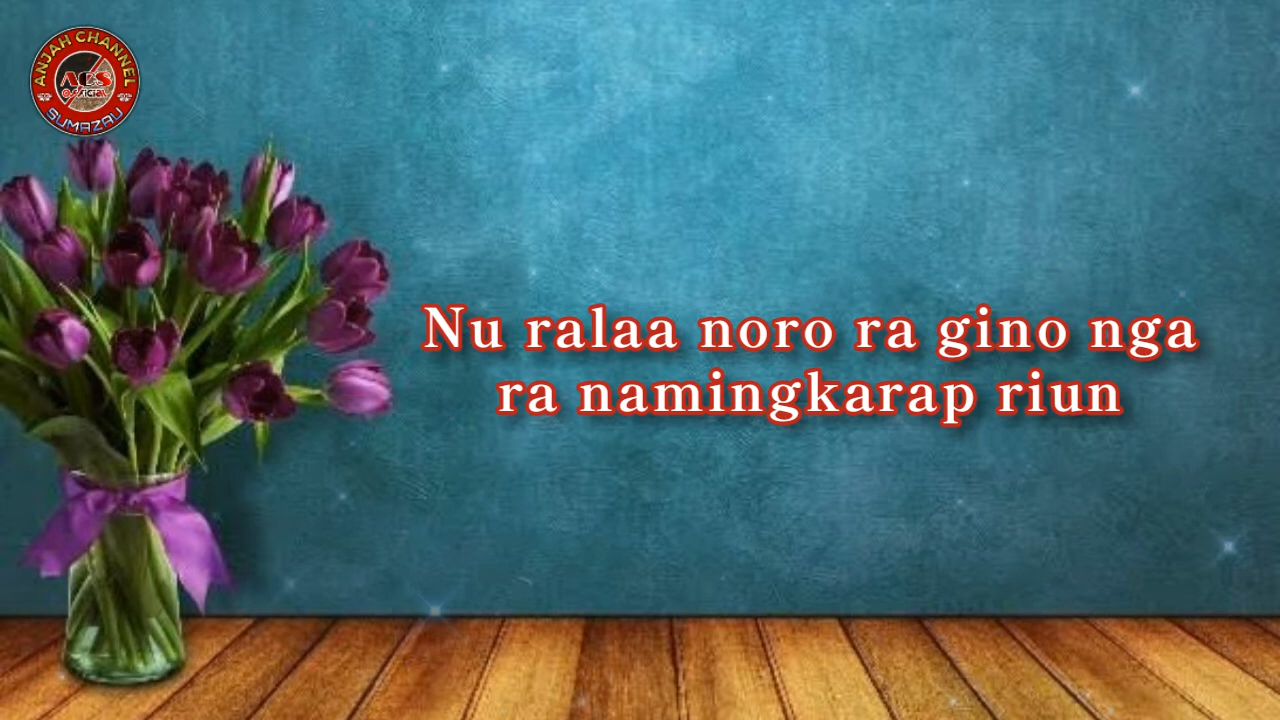 ANJAH CHANNEL
ACS
OFFICIAL
SUMAZAU
Nu ralaa noro ra gino nga
ra namingkarap riun